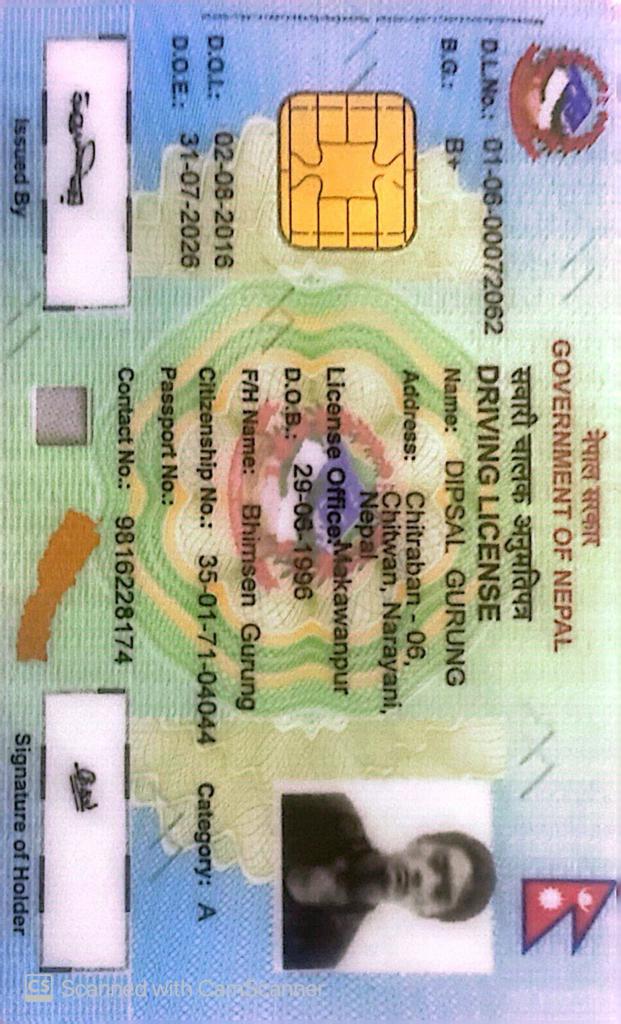 नेपाल सरकार
GOVERNMENT OF NEPAL
सवारी चालक अनुमतिपत्र
DRIVING LICENSE
D.L.No.: 01-06-00072062
B.G.: B+
Name: DIPSAL GURUNG
Address: Chitraban - 06,
Chitwan, Narayani,
Nepal
License Office: Makawanpur
D.O.B.: 29-06-1996
F/H Name: Bhimsen Gurung
D.O.I.: 02-08-2016
Citizenship No.: 35-01-71-04044
Category: A
D.O.E.: 31-07-2026
Passport No.:
Contact No.: 9816228174
Issued By
Signature of Holder
CS Scanned with CamScanner